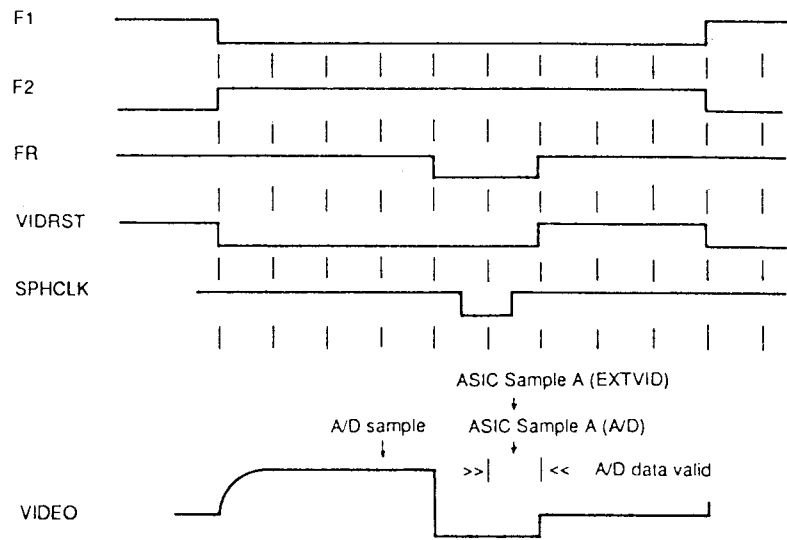 F1
F2
FR
VIDRST
SPHCLK
ASIC Sample A (EXTVID)
A/D sample
ASIC Sample A (A/D)
>> << A/D data valid
VIDEO